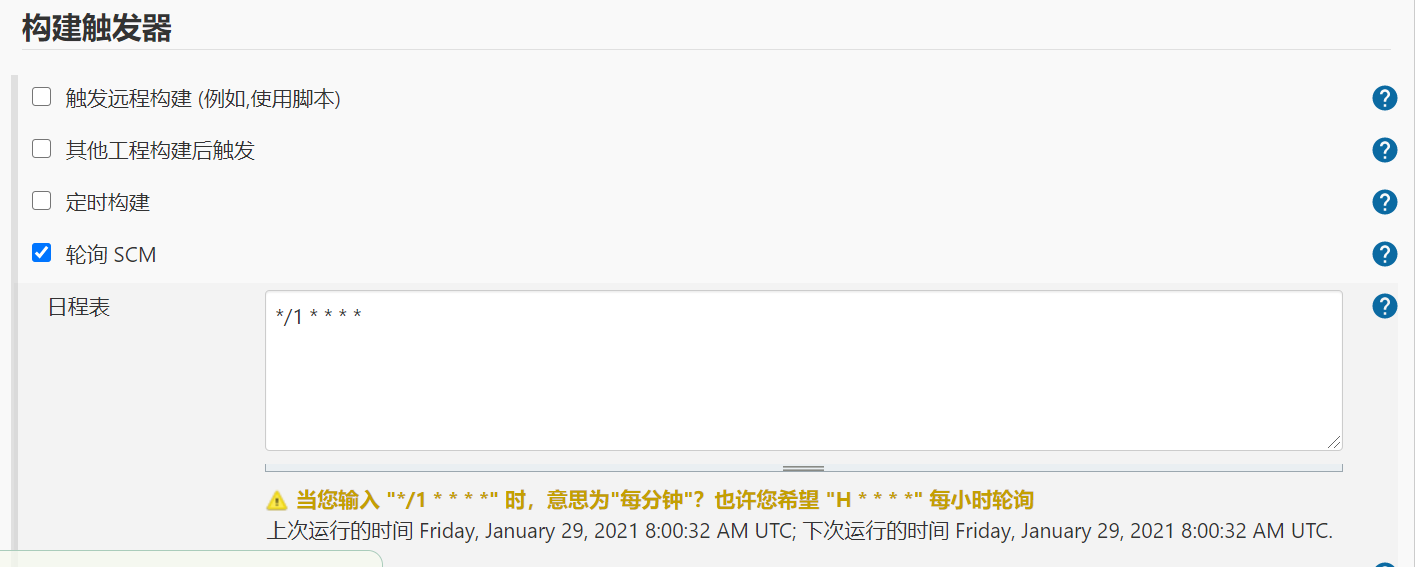 构建触发器
触发远程构建 (例如,使用脚本)
?
其他工程构建后触发
?
定时构建
?
轮询 SCM
?
日程表
*/1 * * * *
?
当您输入 "*/1 * * * *" 时，意思为"每分钟"？也许您希望 "H * * * *" 每小时轮询
上次运行的时间 Friday, January 29, 2021 8:00:32 AM UTC; 下次运行的时间 Friday, January 29, 2021 8:00:32 AM UTC.